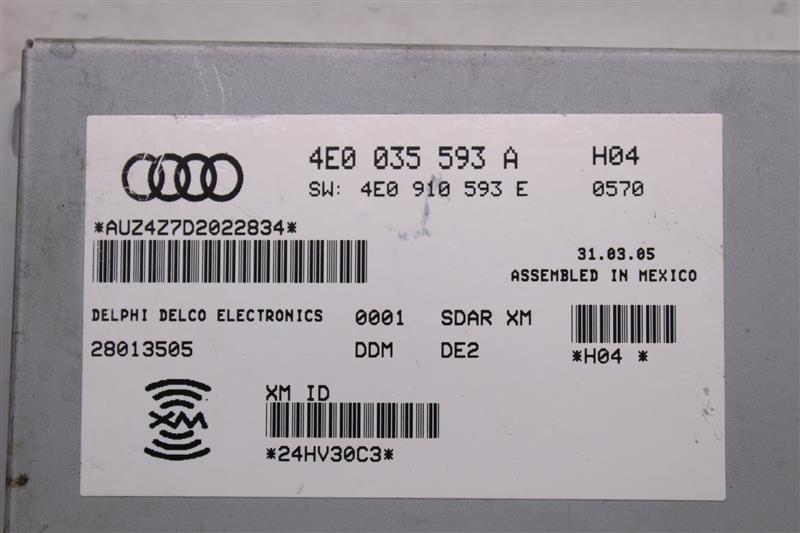 4E0 035 593 A H04
SW: 4E0 910 593 E 0570
*AUZ4Z7D2022834*
31.03.05
ASSEMBLED IN MEXICO
DELPHI DELCO ELECTRONICS 0001 SDAR XM
28013505 DDM DE2
*H04 *
XM ID
XM
*24HV30C3*